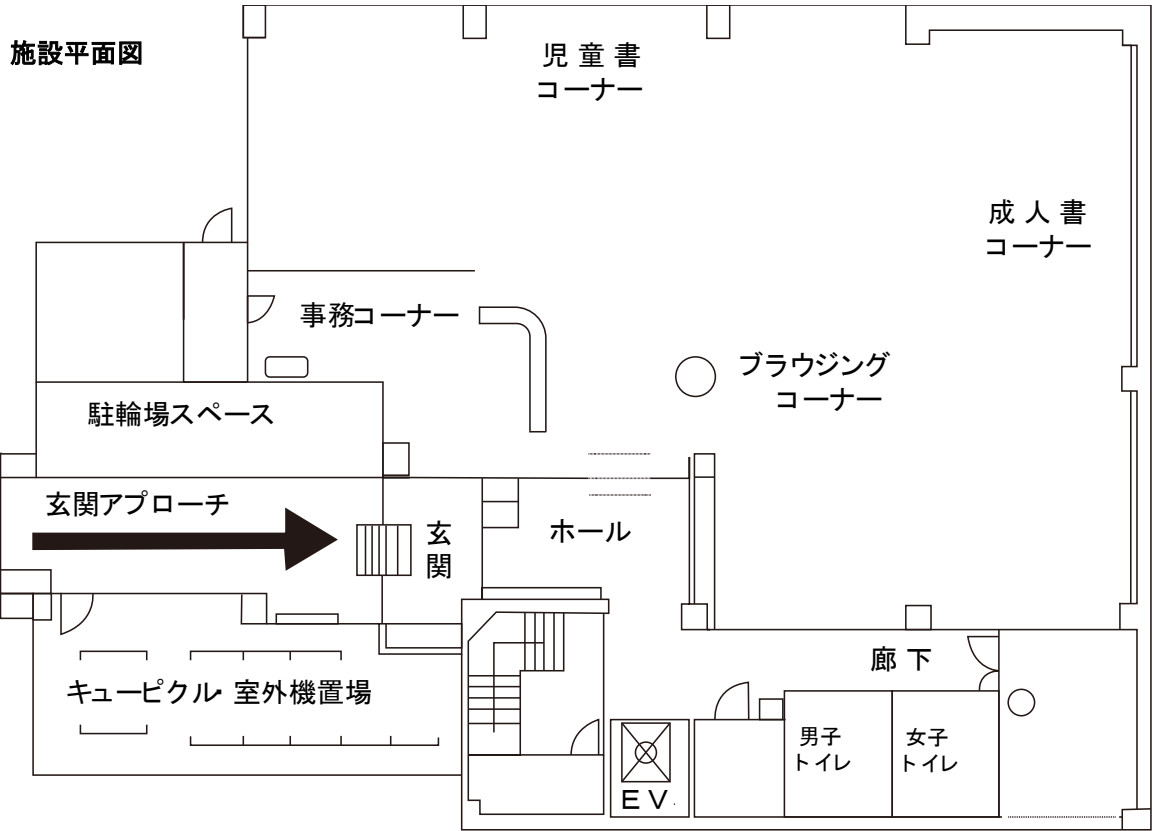 施設平面図
児童書
コーナー
成人書
コーナー
事務コーナー
ブラウジング
コーナー
駐輪場スペース
玄関アプローチ
玄
関
ホール
廊下
キュービクル・室外機置場
男子
トイレ
女子
トイレ
EV